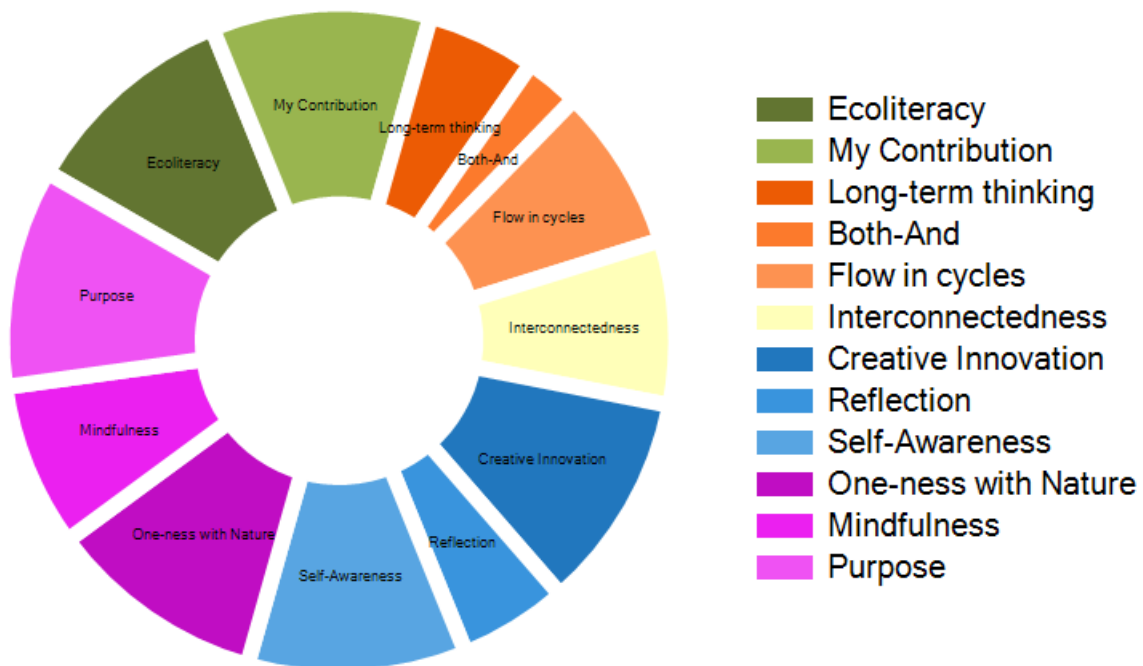 My Contribution
Long-term thinking
Both-And
Ecoliteracy
Flow in cycles
Purpose
Interconnectedness
Mindfulness
Creative Innovation
One-ness with Nature
Reflection
Self-Awareness
Ecoliteracy
My Contribution
Long-term thinking
Both-And
Flow in cycles
Interconnectedness
Creative Innovation
Reflection
Self-Awareness
One-ness with Nature
Mindfulness
Purpose